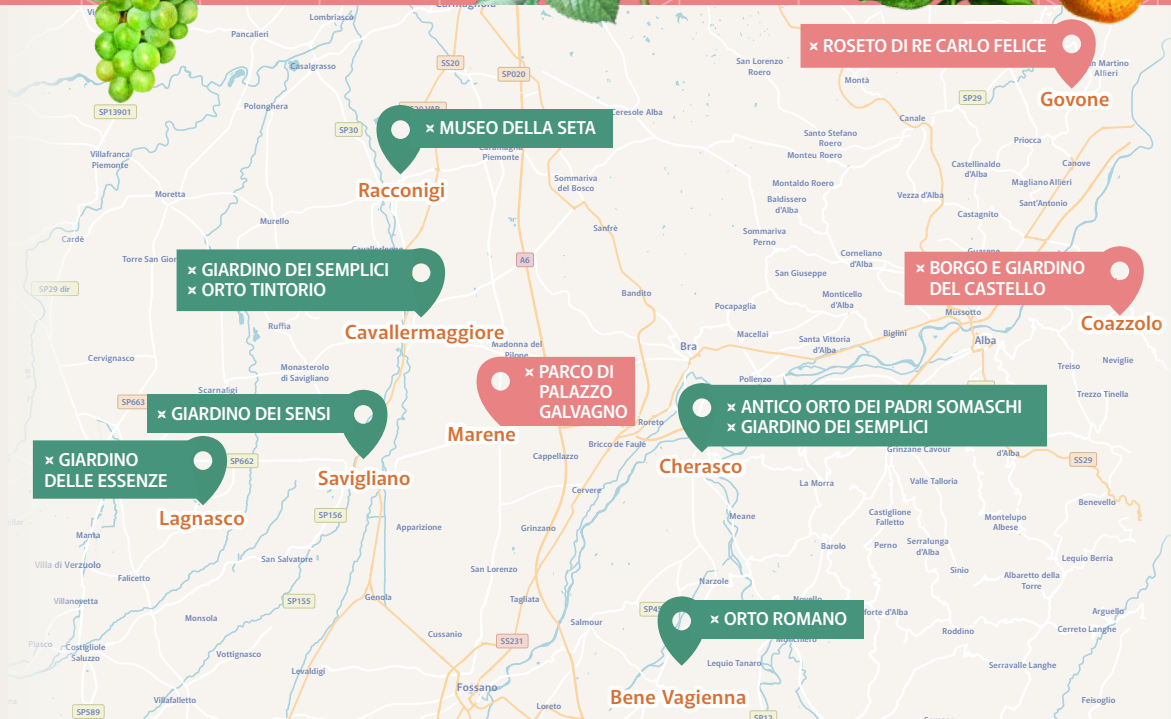 Lombriasco
Pancalieri
Casalgrasso
SS20
SP020
San Lorenzo
Roero
× ROSETO DI RE CARLO FELICE
Govone
Montà
SP29
SP13901
Polonghera
SP30
× MUSEO DELLA SETA
Racconigi
Ceresole Alba
Piemonte
Canale
Priocca
Santo Stefano
Roero
Monteu Roero
Villafranca
Piemonte
Castellinaldo
d'Alba
Canove
Magliano Alfieri
Moretta
Sommariva
del Bosco
Montaldo Roero
Vezza d'Alba
Sant'Antonio
Baldissero
d'Alba
Castagnito
Murello
Sanfrè
Sommariva
Perno
Cardè
A6
Corneliano
d'Alba
× GIARDINO DEI SEMPLICI
× ORTO TINTORIO
Cavallermaggiore
San Giuseppe
× BORGO E GIARDINO
DEL CASTELLO
Coazzolo
SP29 dir
Bandito
Monticello
d'Alba
Pocapaglia
Mussotto
Ruffia
Macellai
Biglini
Santa Vittoria
d'Alba
Alba
Bra
Madonna del
Pilone
Cervignasco
Neviglie
Treiso
Monasterolo
di Savigliano
Scarnafigi
Pollenzo
× PARCO DI
PALAZZO
GALVAGNO
Marene
SP663
× GIARDINO DEI SENSI
Savigliano
Trezzo Tinella
× ANTICO ORTO DEI PADRI SOMASCHI
× GIARDINO DEI SEMPLICI
Cherasco
Roreto
Bricco de Faule
Cappellazzo
Grinzane Cavour
d'Alba
SS29
× GIARDINO
DELLE ESSENZE
Lagnasco
SP662
La Morra
Valle Talloria
Cervere
Benevello
SP156
Meane
Castiglione
Falletto
Montelupo
Albese
Apparizione
Grinzano
Manta
Barolo
Perno
Serralunga
d'Alba
San Salvatore
Lequio Berria
Villa di Verzuolo
San Lorenzo
Sinio
Falicetto
Narzole
Albaretto della
Torre
Genola
Villanovetta
SP155
Tagliata
Novello
× ORTO ROMANO
Bene Vagienna
Monsola
Salmour
Arguello
Cussanio
SS231
Roddino
Cerreto Langhe
Piasco
Costigliole
Saluzzo
Vottignasco
Lequio Tanaro
Serravalle Langhe
Levaldigi
Fossano
Villafalletto
Loreto
Feisoglio
SP589
SP12